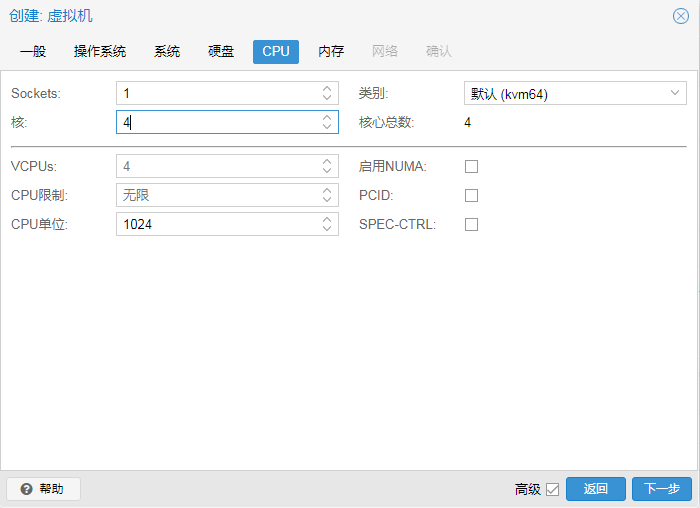 创建: 虚拟机
一般 操作系统 系统 硬盘 CPU 内存 网络 确认
Sockets: 1 类别: 默认 (kvm64)
核: 4 核心总数: 4
VCPUs: 4 启用NUMA:
CPU限制: 无限 PCID:
CPU单位: 1024 SPEC-CTRL:
帮助 高级 返回 下一步